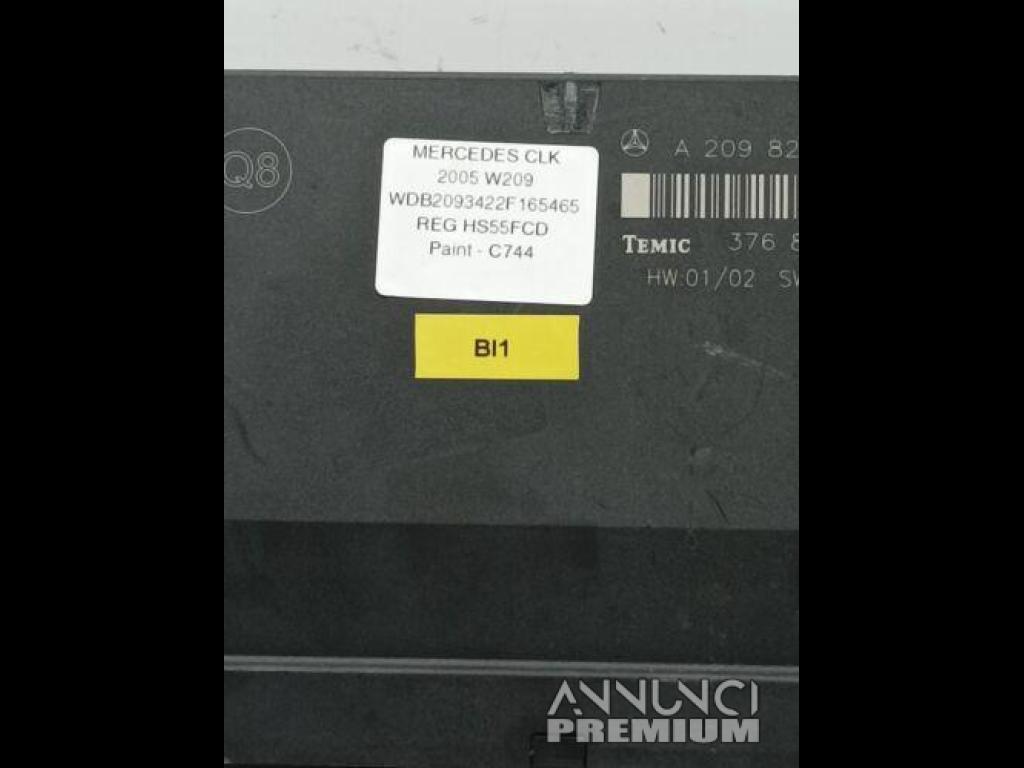 Q8
MERCEDES CLK
2005 W209
WDB2093422F165465
REG HS55FCD
Paint - C744
A 209 82
TEMIC 376 8
HW:01/02 SW
BI1
ANNUNCI
PREMIUM